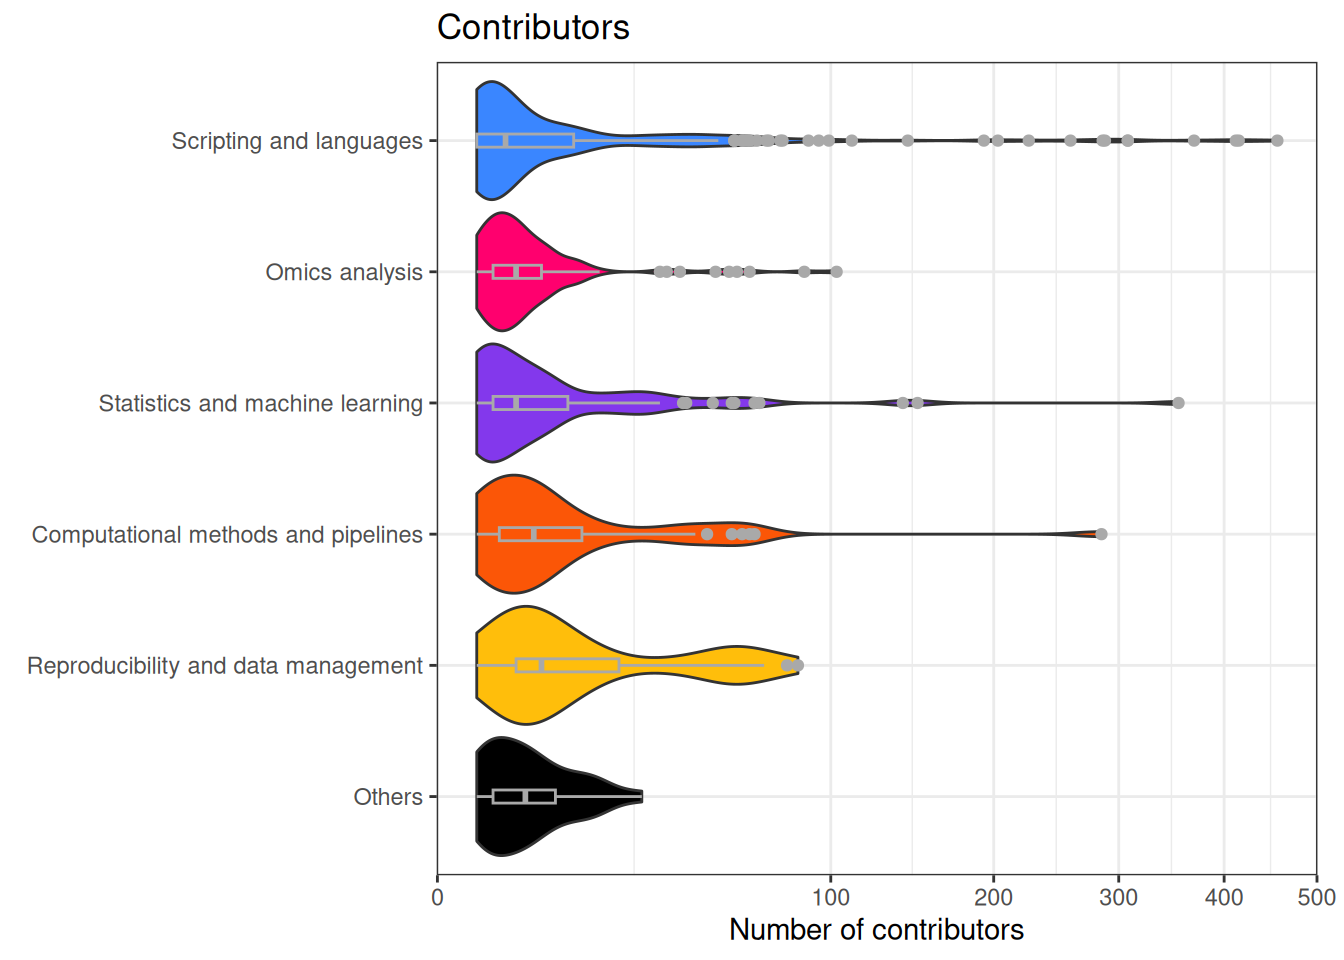 Contributors
Scripting and languages
Omics analysis
Statistics and machine learning
Computational methods and pipelines
Reproducibility and data management
Others
0 100 200 300 400 500
Number of contributors